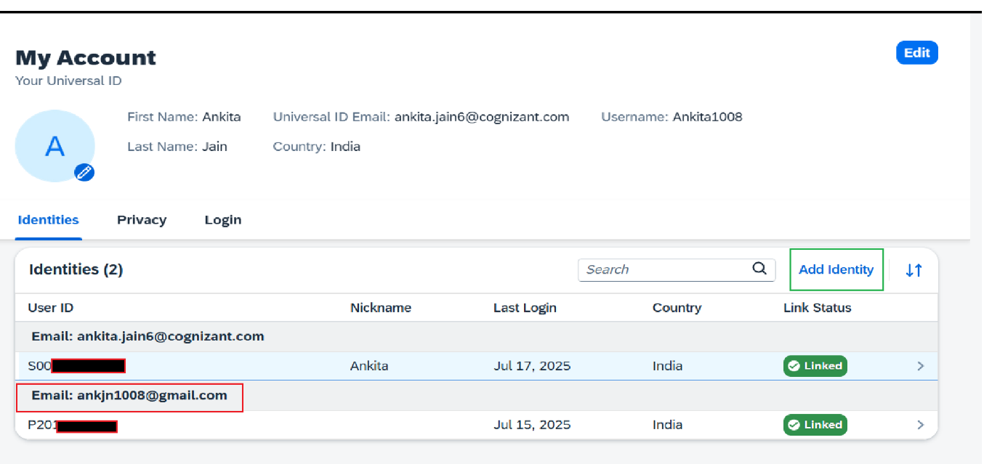 My Account
Edit
Your Universal ID
First Name: Ankita Universal ID Email: ankita.jain6@cognizant.com Username: Ankita1008
A
Last Name: Jain Country: India
Identities Privacy Login
Identities (2) Search Add Identity
User ID Nickname Last Login Country Link Status
Email: ankita.jain6@cognizant.com
S00 Ankita Jul 17, 2025 India Linked
Email: ankjn1008@gmail.com
P201 Jul 15, 2025 India Linked